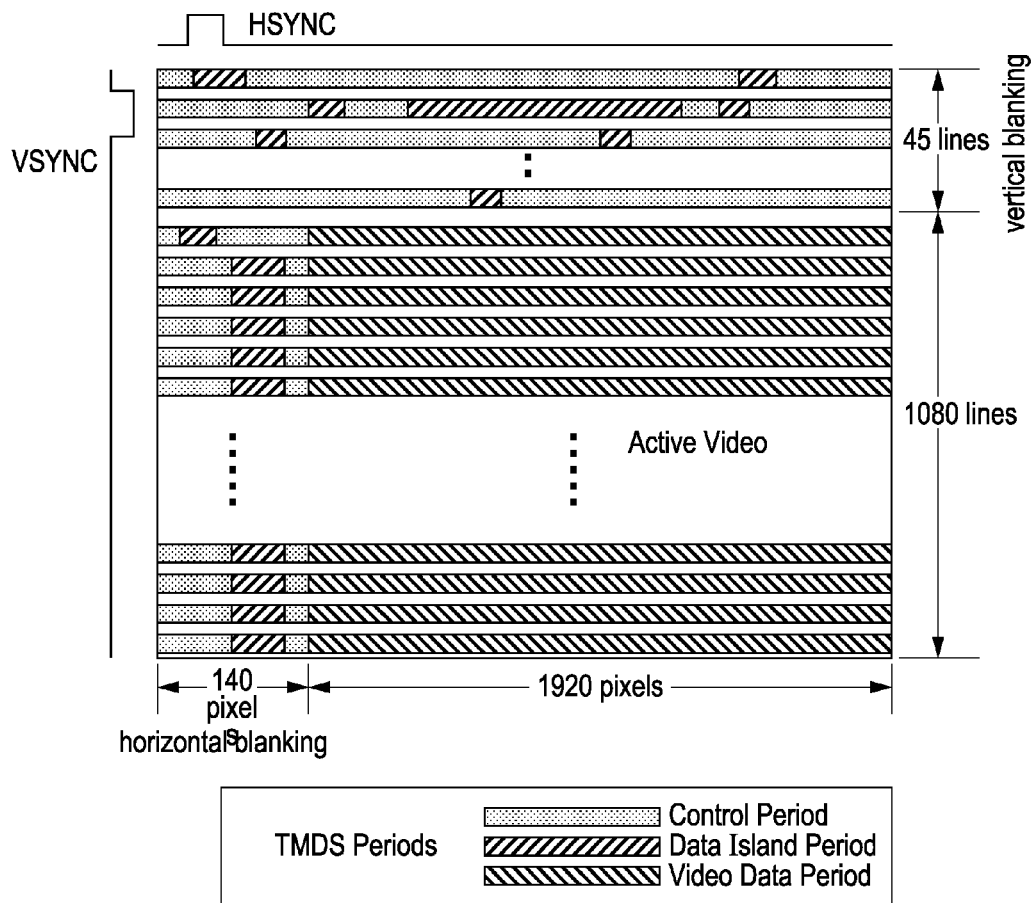 HSYNC
VSYNC
45 lines
vertical blanking
1080 lines
Active Video
140
pixel
s
1920 pixels
horizontal blanking
TMDS Periods
Control Period
Data Island Period
Video Data Period